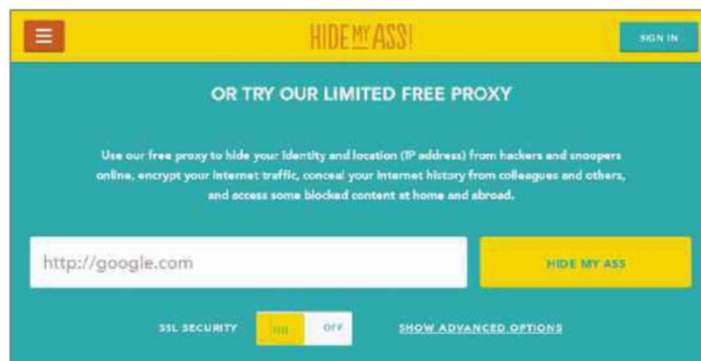 HIDE MY ASS!
SIGN IN
OR TRY OUR LIMITED FREE PROXY
Use our free proxy to hide your identity and location (IP address) from hackers and snoopers
online, encrypt your internet traffic, conceal your internet history from colleagues and others,
and access some blocked content at home and abroad.
http://google.com
HIDE MY ASS
SSL SECURITY OFF SHOW ADVANCED OPTIONS